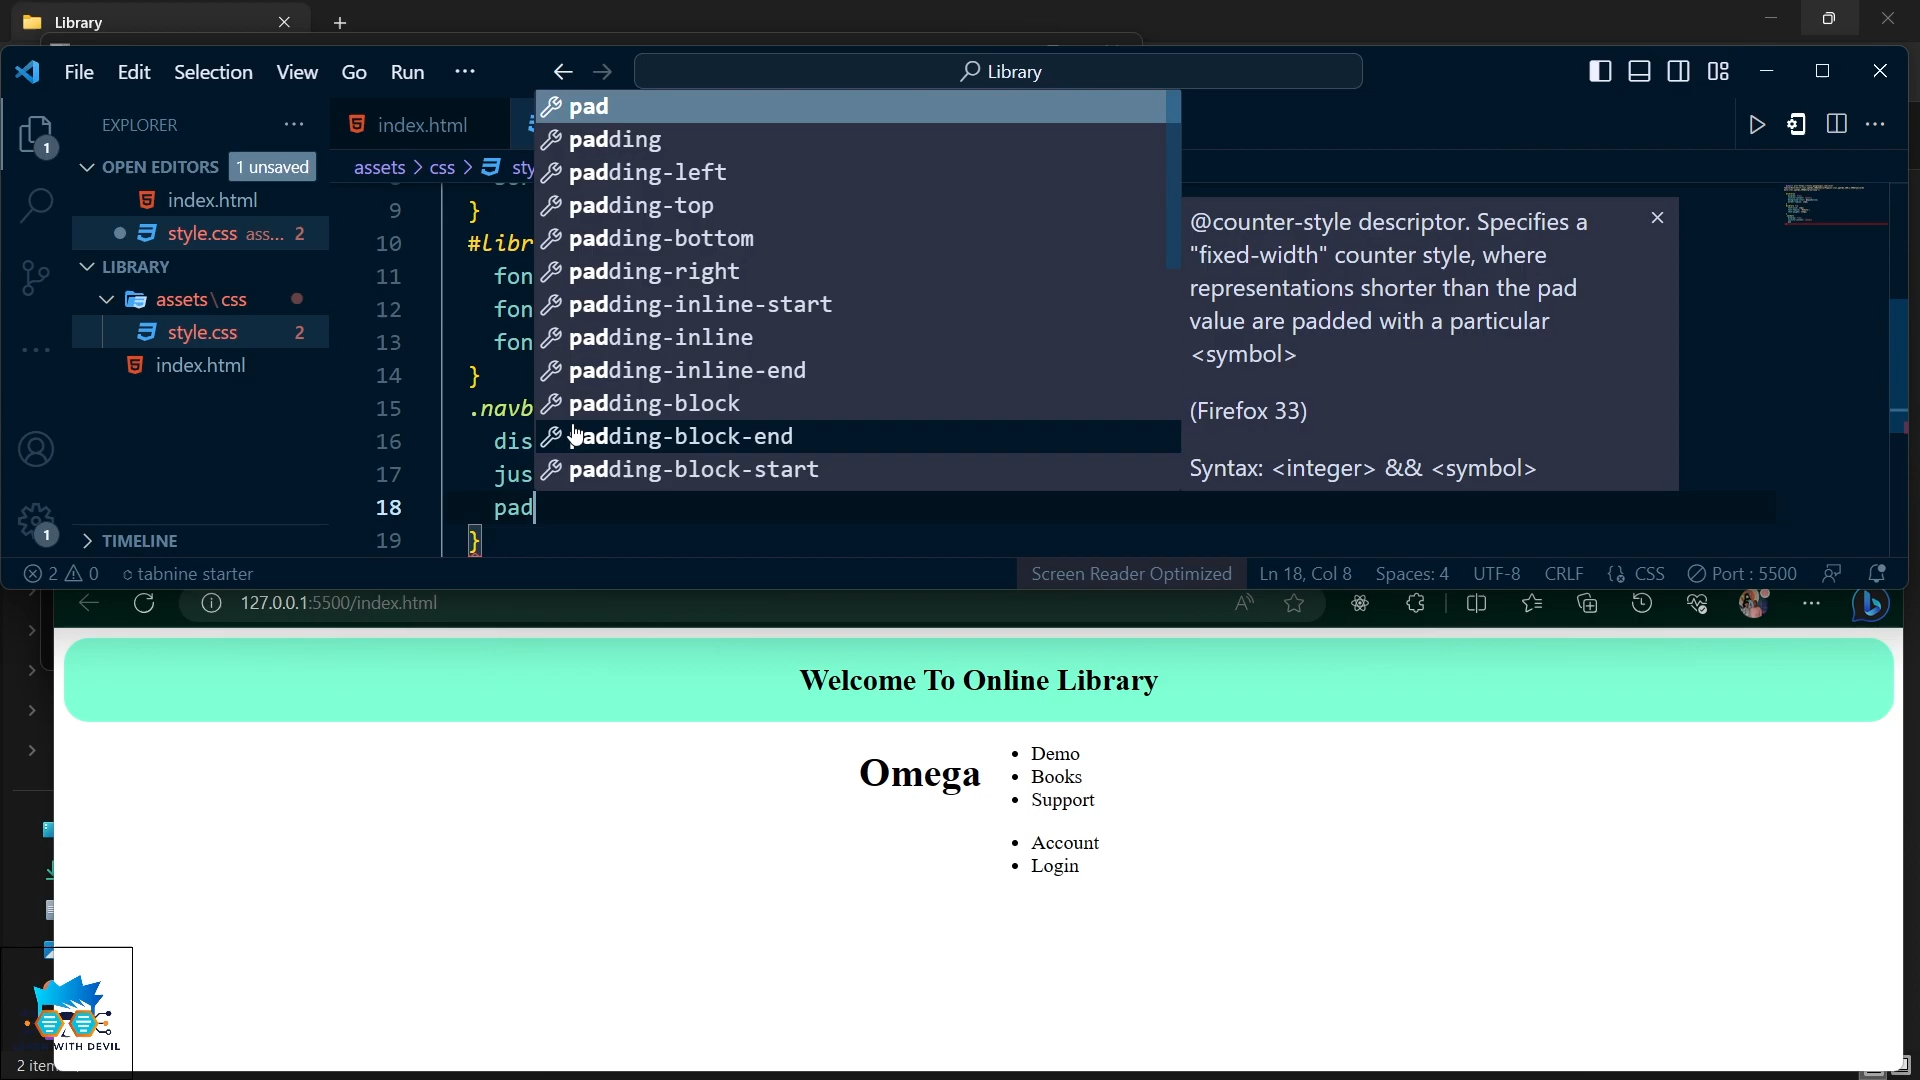 Library
File Edit Selection View Go Run ···
Library
EXPLORER
OPEN EDITORS 1 unsaved
index.html
style.css ass... 2
LIBRARY
assets\css
style.css 2
index.html
TIMELINE
1
1
index.html
assets > css > sty
9 }
10 #libr
11 fon
12 fon
13 fon
14 }
15 .navb
16 dis
17 jus
18 pad
19 }
pad
padding
padding-left
padding-top
padding-bottom
padding-right
padding-inline-start
padding-inline
padding-inline-end
padding-block
padding-block-end
padding-block-start
@counter-style descriptor. Specifies a
"fixed-width" counter style, where
representations shorter than the pad
value are padded with a particular
<symbol>
(Firefox 33)
Syntax: <integer> && <symbol>
2 0 tabnine starter Screen Reader Optimized Ln 18, Col 8 Spaces: 4 UTF-8 CRLF {} CSS Port : 5500
127.0.0.1:5500/index.html
Welcome To Online Library
Omega
• Demo
• Books
• Support
• Account
• Login
WITH DEVIL
2 item